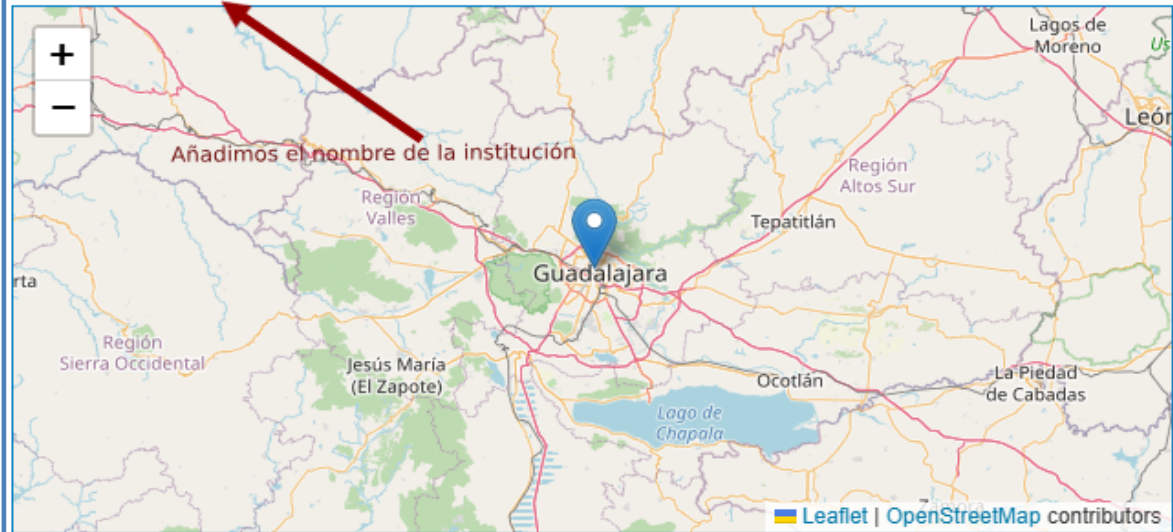 Lagos de
Moreno
+
−
León
Añadimos el nombre de la institución
Región
Altos Sur
Región
Valles
Tepatitlán
Guadalajara
rta
Región
Sierra Occidental
Jesús María
(El Zapote)
Ocotlán
La Piedad
de Cabadas
Lago de
Chapala
Leaflet | OpenStreetMap contributors